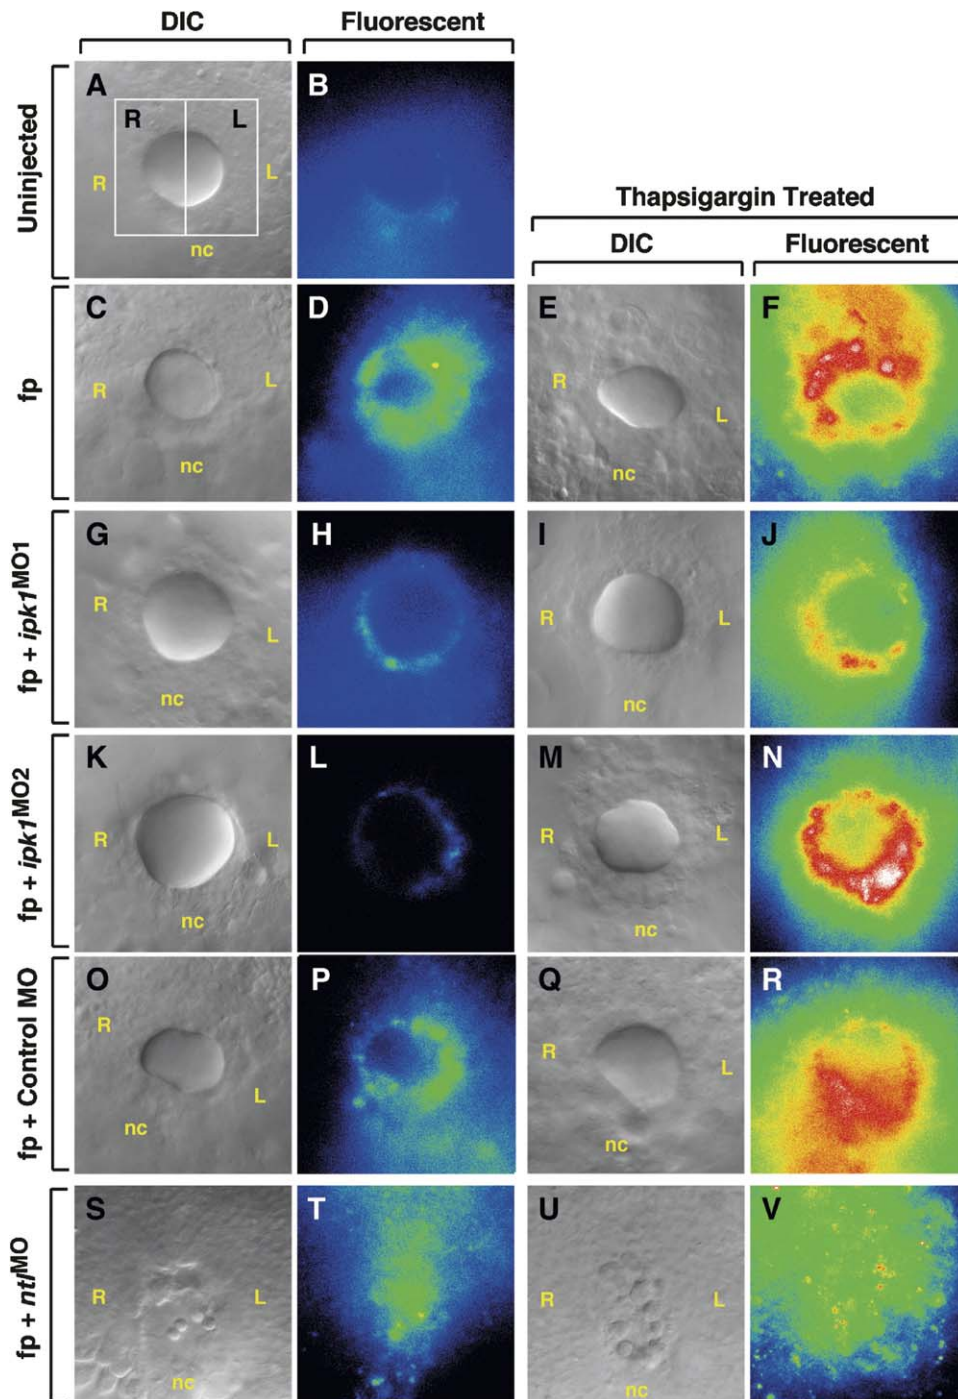 DIC Fluorescent
Uninjected
A R L R L nc
B
Thapsigargin Treated
DIC Fluorescent
fp
C R L nc
D
E R L nc
F
fp + ipk1MO1
G R L nc
H
I R L nc
J
fp + ipk1MO2
K R L nc
L
M R L nc
N
fp + Control MO
O R L nc
P
Q R L nc
R
fp + ntlMO
S R L nc
T
U R L nc
V